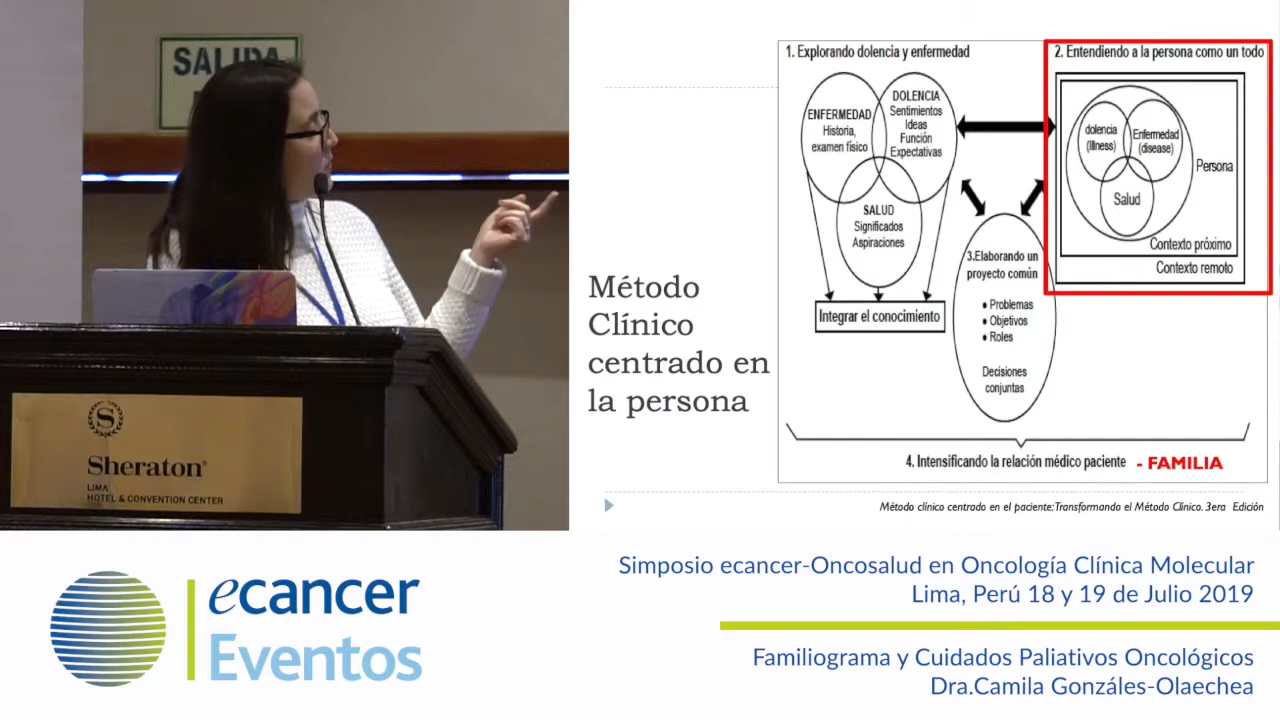 SALIDA
Sheraton®
LIMA
HOTEL & CONVENTION CENTER
Método
Clínico
centrado en
la persona
1. Explorando dolencia y enfermedad
ENFERMEDAD
Historia,
examen físico
DOLENCIA
Sentimientos
Ideas
Función
Expectativas
SALUD
Significados
Aspiraciones
Integrar el conocimiento
2. Entendiendo a la persona como un todo
dolencia
(Illness)
Enfermedad
(disease)
Salud
Persona
Contexto próximo
Contexto remoto
3.Elaborando un
proyecto común
● Problemas
● Objetivos
● Roles
Decisiones
conjuntas
4. Intensificando la relación médico paciente - FAMILIA
Método clínico centrado en el paciente:Transformando el Método Clínico. 3era Edición
ecancer
Eventos
Simposio ecancer-Oncosalud en Oncología Clínica Molecular
Lima, Perú 18 y 19 de Julio 2019
Familiograma y Cuidados Paliativos Oncológicos
Dra.Camila Gonzáles-Olaechea